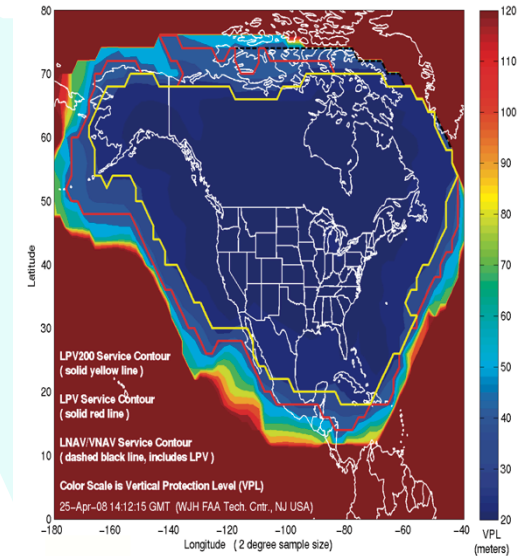 80
70
60
50
40
30
20
10
0
Latitude
−180
−160
−140
−120
−100
−80
−60
−40
Longitude ( 2 degree sample size)
LPV200 Service Contour
( solid yellow line )
LPV Service Contour
(solid red line)
LNAV/VNAV Service Contour
(dashed black line, includes LPV )
Color Scale is Vertical Protection Level (VPL)
25-Apr-08 14:12:15 GMT (WJH FAA Tech. Cntr., NJ USA)
120
110
100
90
80
70
60
50
40
30
20
VPL
(meters)